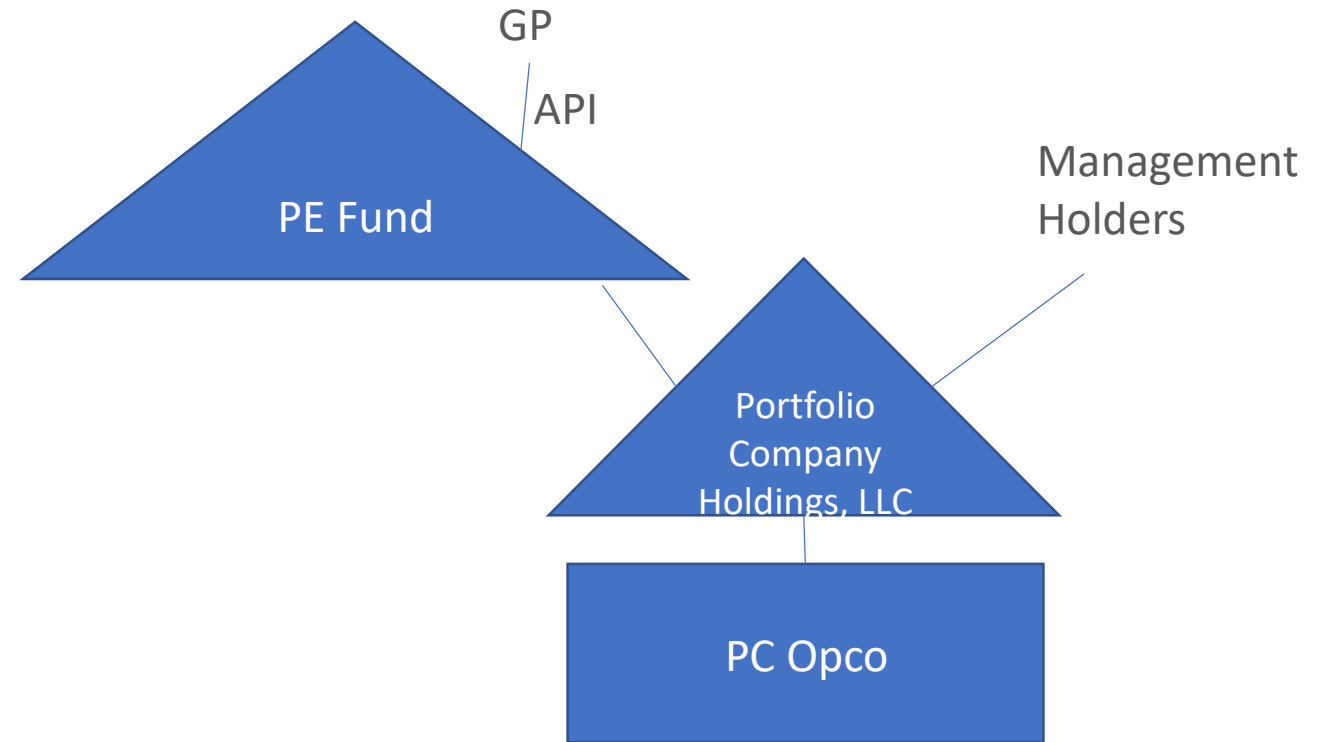 GP
API
PE Fund
Management
Holders
Portfolio
Company
Holdings, LLC
PC Opco